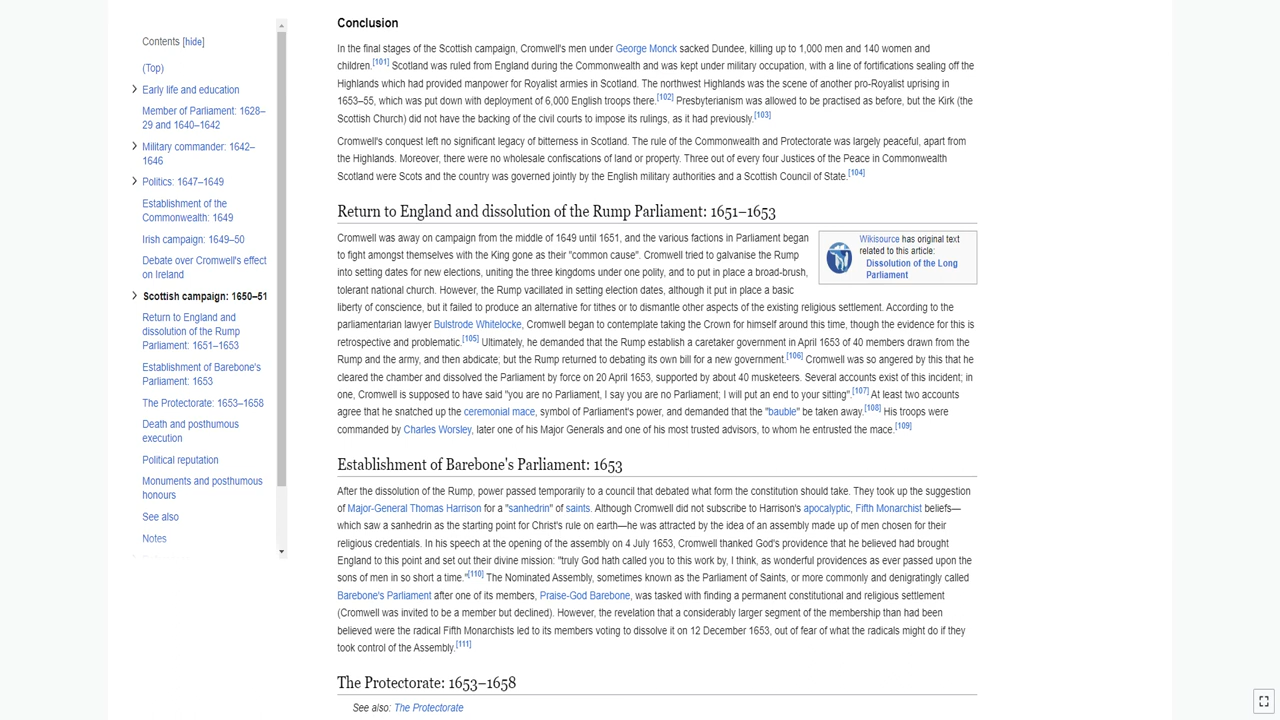 Contents [hide]
(Top)
Early life and education
Member of Parliament: 1628–
29 and 1640–1642
Military commander: 1642–
1646
Politics: 1647–1649
Establishment of the
Commonwealth: 1649
Irish campaign: 1649–50
Debate over Cromwell's effect
on Ireland
Scottish campaign: 1650–51
Return to England and
dissolution of the Rump
Parliament: 1651–1653
Establishment of Barebone's
Parliament: 1653
The Protectorate: 1653–1658
Death and posthumous
execution
Political reputation
Monuments and posthumous
honours
See also
Notes
Conclusion
In the final stages of the Scottish campaign, Cromwell's men under George Monck sacked Dundee, killing up to 1,000 men and 140 women and
children.[101] Scotland was ruled from England during the Commonwealth and was kept under military occupation, with a line of fortifications sealing off the
Highlands which had provided manpower for Royalist armies in Scotland. The northwest Highlands was the scene of another pro-Royalist uprising in
1653–55, which was put down with deployment of 6,000 English troops there.[102] Presbyterianism was allowed to be practised as before, but the Kirk (the
Scottish Church) did not have the backing of the civil courts to impose its rulings, as it had previously.[103]
Cromwell's conquest left no significant legacy of bitterness in Scotland. The rule of the Commonwealth and Protectorate was largely peaceful, apart from
the Highlands. Moreover, there were no wholesale confiscations of land or property. Three out of every four Justices of the Peace in Commonwealth
Scotland were Scots and the country was governed jointly by the English military authorities and a Scottish Council of State.[104]
Return to England and dissolution of the Rump Parliament: 1651–1653
Cromwell was away on campaign from the middle of 1649 until 1651, and the various factions in Parliament began
to fight amongst themselves with the King gone as their "common cause". Cromwell tried to galvanise the Rump
into setting dates for new elections, uniting the three kingdoms under one polity, and to put in place a broad-brush,
tolerant national church. However, the Rump vacillated in setting election dates, although it put in place a basic
liberty of conscience, but it failed to produce an alternative for tithes or to dismantle other aspects of the existing religious settlement. According to the
parliamentarian lawyer Bulstrode Whitelocke, Cromwell began to contemplate taking the Crown for himself around this time, though the evidence for this is
retrospective and problematic.[105] Ultimately, he demanded that the Rump establish a caretaker government in April 1653 of 40 members drawn from the
Rump and the army, and then abdicate; but the Rump returned to debating its own bill for a new government.[106] Cromwell was so angered by this that he
cleared the chamber and dissolved the Parliament by force on 20 April 1653, supported by about 40 musketeers. Several accounts exist of this incident; in
one, Cromwell is supposed to have said "you are no Parliament, I say you are no Parliament; I will put an end to your sitting".[107] At least two accounts
agree that he snatched up the ceremonial mace, symbol of Parliament's power, and demanded that the "bauble" be taken away.[108] His troops were
commanded by Charles Worsley, later one of his Major Generals and one of his most trusted advisors, to whom he entrusted the mace.[109]
Wikisource has original text
related to this article:
Dissolution of the Long
Parliament
Establishment of Barebone's Parliament: 1653
After the dissolution of the Rump, power passed temporarily to a council that debated what form the constitution should take. They took up the suggestion
of Major-General Thomas Harrison for a "sanhedrin" of saints. Although Cromwell did not subscribe to Harrison's apocalyptic, Fifth Monarchist beliefs—
which saw a sanhedrin as the starting point for Christ's rule on earth—he was attracted by the idea of an assembly made up of men chosen for their
religious credentials. In his speech at the opening of the assembly on 4 July 1653, Cromwell thanked God's providence that he believed had brought
England to this point and set out their divine mission: "truly God hath called you to this work by, I think, as wonderful providences as ever passed upon the
sons of men in so short a time."[110] The Nominated Assembly, sometimes known as the Parliament of Saints, or more commonly and denigratingly called
Barebone's Parliament after one of its members, Praise-God Barebone, was tasked with finding a permanent constitutional and religious settlement
(Cromwell was invited to be a member but declined). However, the revelation that a considerably larger segment of the membership than had been
believed were the radical Fifth Monarchists led to its members voting to dissolve it on 12 December 1653, out of fear of what the radicals might do if they
took control of the Assembly.[111]
The Protectorate: 1653–1658
See also: The Protectorate